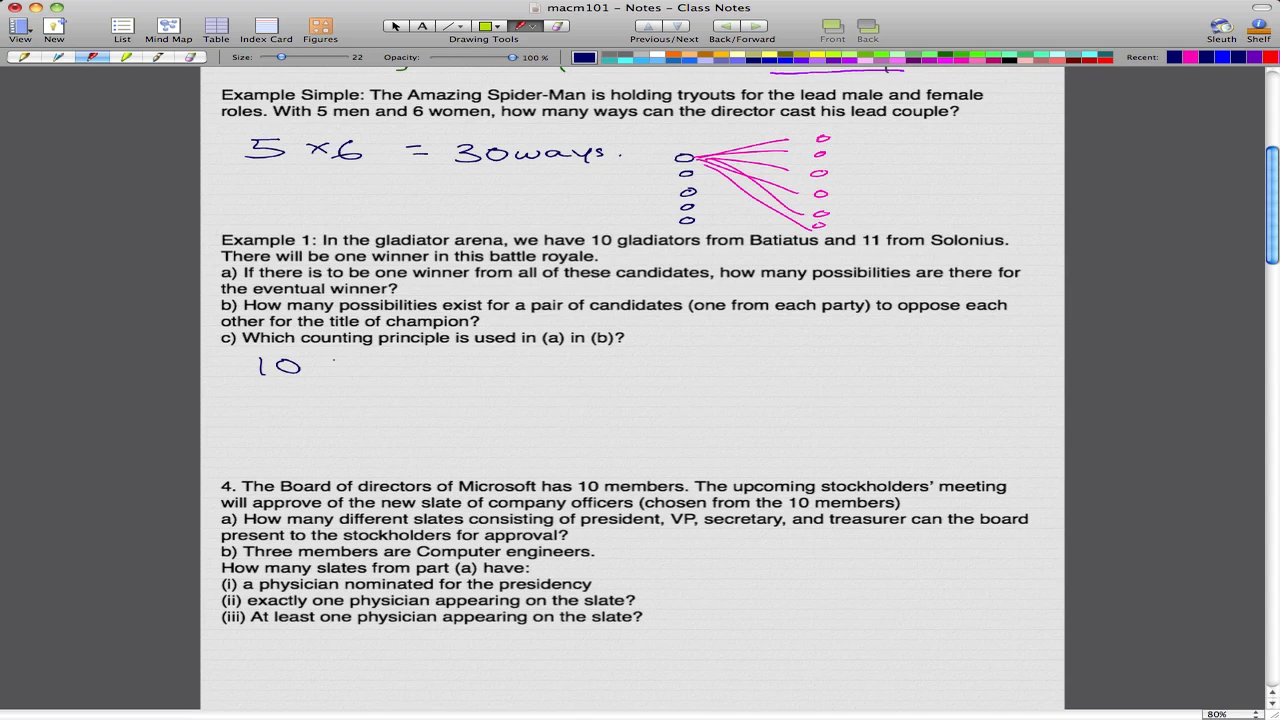 macm101 - Notes - Class Notes
View New List Mind Map Table Index Card Figures Drawing Tools Previous/Next Back/Forward Front Back Sleuth Shelf
Size: 22 Opacity: 100 % Recent:
Example Simple: The Amazing Spider-Man is holding tryouts for the lead male and female
roles. With 5 men and 6 women, how many ways can the director cast his lead couple?
5 × 6 = 30 ways.
Example 1: In the gladiator arena, we have 10 gladiators from Batiatus and 11 from Solonius.
There will be one winner in this battle royale.
a) If there is to be one winner from all of these candidates, how many possibilities are there for
the eventual winner?
b) How many possibilities exist for a pair of candidates (one from each party) to oppose each
other for the title of champion?
c) Which counting principle is used in (a) in (b)?
10
4. The Board of directors of Microsoft has 10 members. The upcoming stockholders' meeting
will approve of the new slate of company officers (chosen from the 10 members)
a) How many different slates consisting of president, VP, secretary, and treasurer can the board
present to the stockholders for approval?
b) Three members are Computer engineers.
How many slates from part (a) have:
(i) a physician nominated for the presidency
(ii) exactly one physician appearing on the slate?
(iii) At least one physician appearing on the slate?
80%